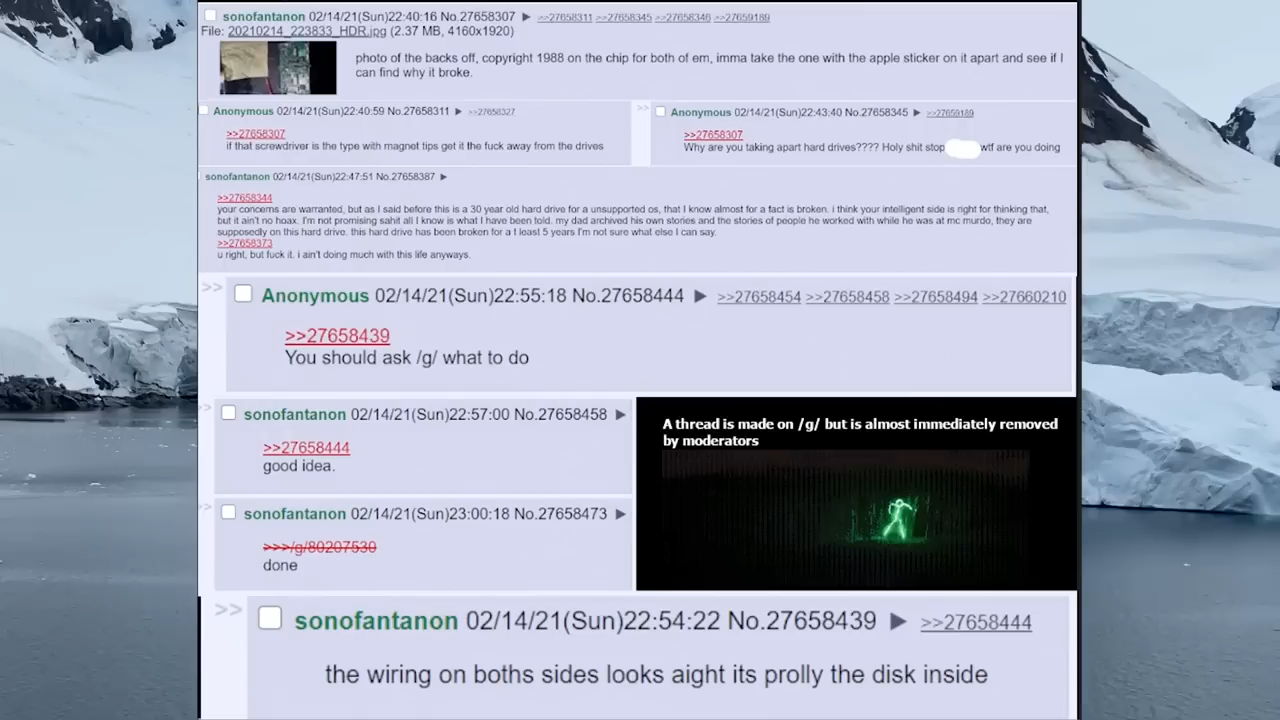 sonofantanon 02/14/21(Sun)22:40:16 No.27658307 ▶ >>27658311 >>27658345 >>27658346 >>27659189
File: 20210214_223833_HDR.jpg (2.37 MB, 4160x1920)
photo of the backs off, copyright 1988 on the chip for both of em, imma take the one with the apple sticker on it apart and see if I
can find why it broke.
Anonymous 02/14/21(Sun)22:40:59 No.27658311 ▶ >>27658327
>>27658307
if that screwdriver is the type with magnet tips get it the fuck away from the drives
>> Anonymous 02/14/21(Sun)22:43:40 No.27658345 ▶ >>27659189
>>27658307
Why are you taking apart hard drives???? Holy shit stop wtf are you doing
sonofantanon 02/14/21(Sun)22:47:51 No.27658387 ▶
>>27658344
your concerns are warranted, but as I said before this is a 30 year old hard drive for a unsupported os, that I know almost for a fact is broken. i think your intelligent side is right for thinking that,
but it ain't no hoax. I'm not promising sahit all I know is what I have been told. my dad archived his own stories and the stories of people he worked with while he was at mc murdo, they are
supposedly on this hard drive. this hard drive has been broken for a t least 5 years I'm not sure what else I can say.
>>27658373
u right, but fuck it. i ain't doing much with this life anyways.
>> Anonymous 02/14/21(Sun)22:55:18 No.27658444 ▶ >>27658454 >>27658458 >>27658494 >>27660210
>>27658439
You should ask /g/ what to do
>> sonofantanon 02/14/21(Sun)22:57:00 No.27658458 ▶
>>27658444
good idea.
A thread is made on /g/ but is almost immediately removed
by moderators
>> sonofantanon 02/14/21(Sun)23:00:18 No.27658473 ▶
>>>/g/80207530
done
>> sonofantanon 02/14/21(Sun)22:54:22 No.27658439 ▶ >>27658444
the wiring on boths sides looks aight its prolly the disk inside